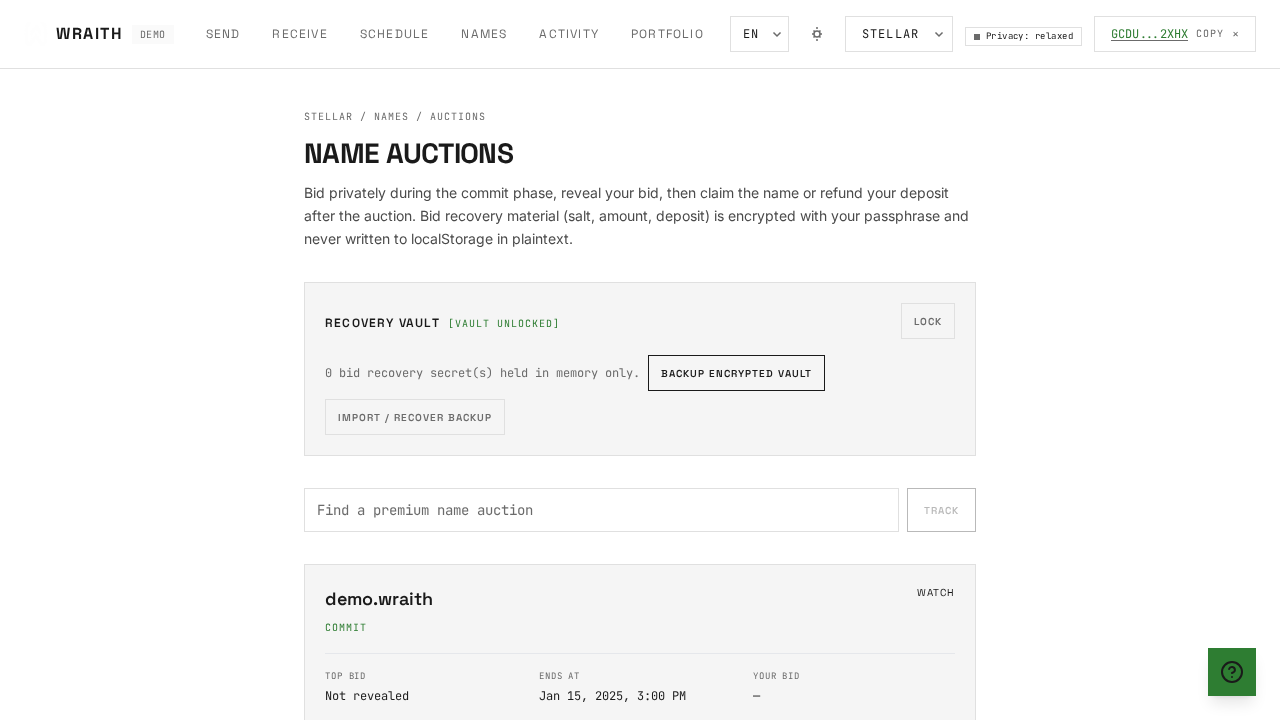 WRAITH DEMO SEND RECEIVE SCHEDULE NAMES ACTIVITY PORTFOLIO EN STELLAR Privacy: relaxed GCDU...2XHX COPY ×
STELLAR / NAMES / AUCTIONS
NAME AUCTIONS
Bid privately during the commit phase, reveal your bid, then claim the name or refund your deposit
after the auction. Bid recovery material (salt, amount, deposit) is encrypted with your passphrase and
never written to localStorage in plaintext.
RECOVERY VAULT [VAULT UNLOCKED] LOCK
0 bid recovery secret(s) held in memory only. BACKUP ENCRYPTED VAULT
IMPORT / RECOVER BACKUP
Find a premium name auction TRACK
demo.wraith WATCH
COMMIT
TOP BID ENDS AT YOUR BID
Not revealed Jan 15, 2025, 3:00 PM —